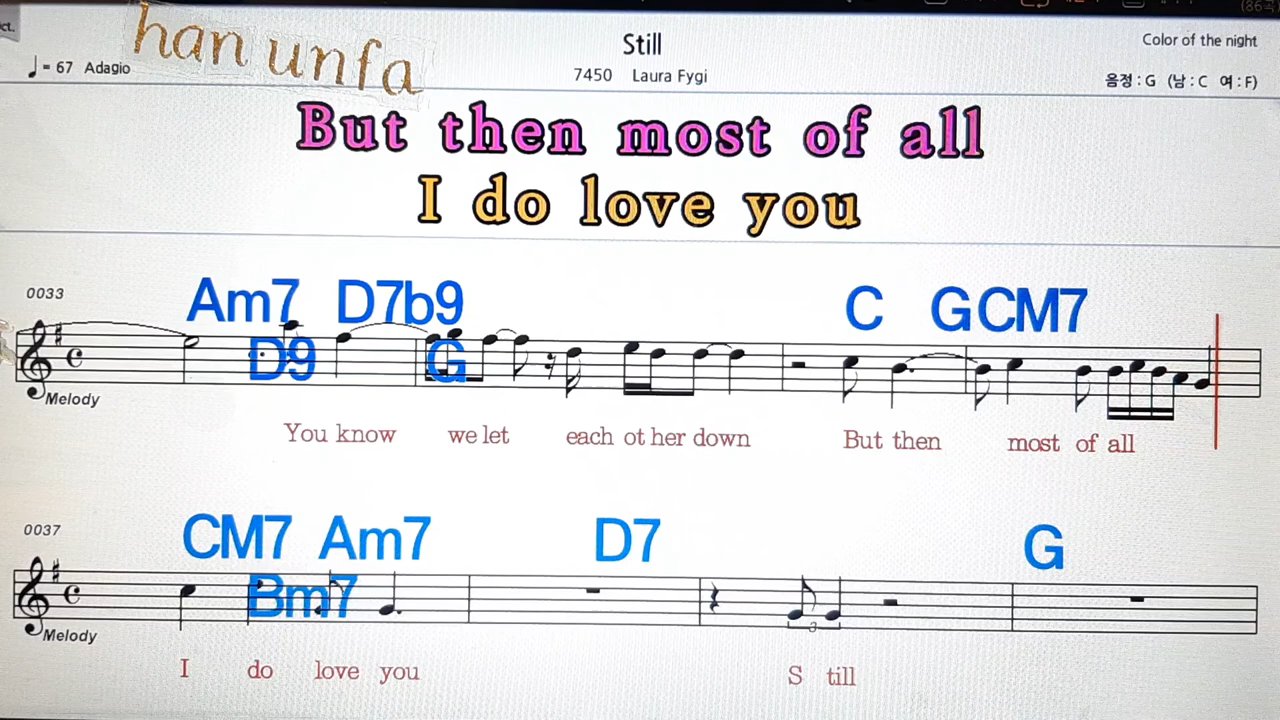 ct.
han unfa
Still
Color of the night
= 67 Adagio
7450 Laura Fygi
음정 : G (남 : C 여 : F)
But then most of all
I do love you
0033
Am7 D7b9 C G CM7
D9 G
Melody
You know we let each ot her down But then most of all
0037
CM7 Am7 D7 G
Bm7
Melody
3
I do love you S till